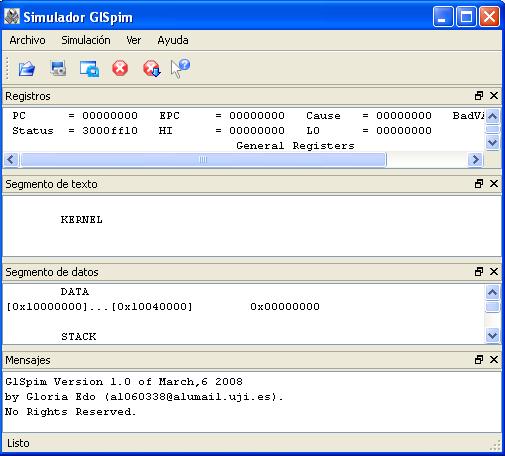 Simulador GlSpim
Archivo Simulación Ver Ayuda
Registros
PC = 00000000 EPC = 00000000 Cause = 00000000 BadVA
Status = 3000ff10 HI = 00000000 LO = 00000000
General Registers
Segmento de texto
KERNEL
Segmento de datos
DATA
[0x10000000]...[0x10040000] 0x00000000
STACK
Mensajes
GlSpim Version 1.0 of March,6 2008
by Gloria Edo (al060338@alumail.uji.es).
No Rights Reserved.
Listo